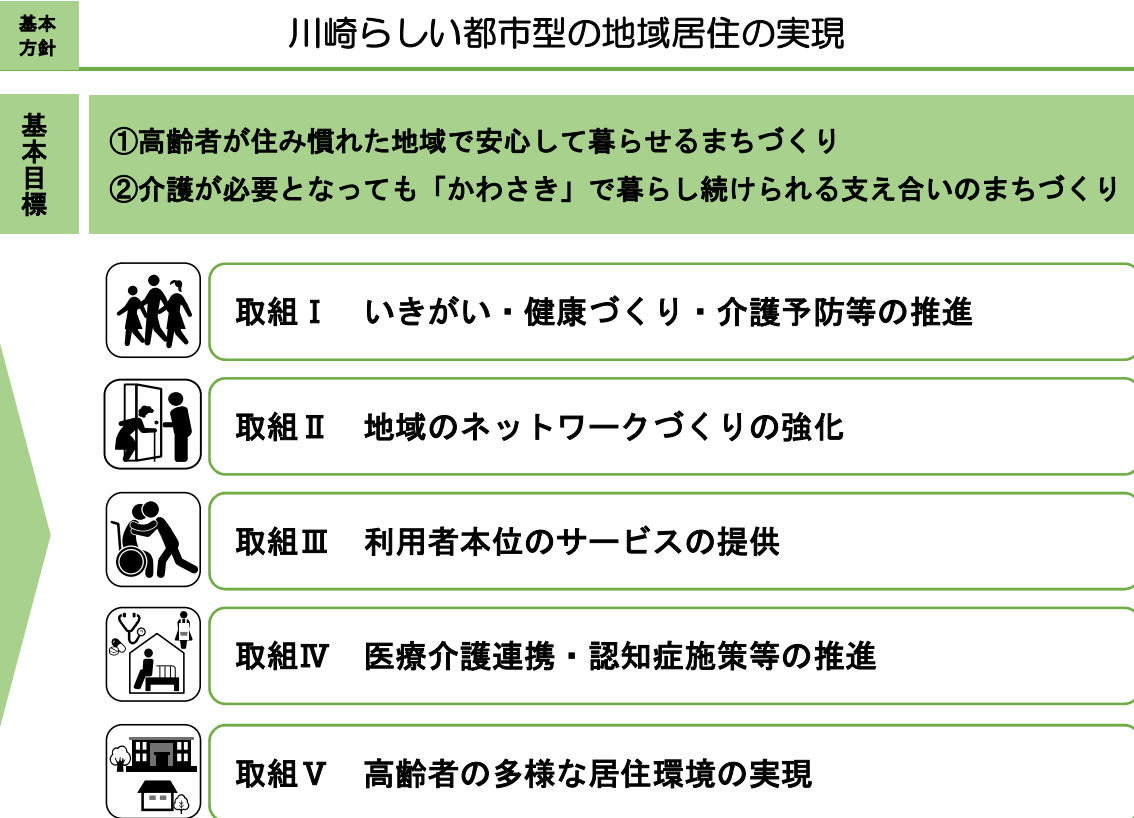 基本
方針
川崎らしい都市型の地域居住の実現
基本目標
①高齢者が住み慣れた地域で安心して暮らせるまちづくり
②介護が必要となっても「かわさき」で暮らし続けられる支え合いのまちづくり
取組Ⅰ　いきがい・健康づくり・介護予防等の推進
取組Ⅱ　地域のネットワークづくりの強化
取組Ⅲ　利用者本位のサービスの提供
取組Ⅳ　医療介護連携・認知症施策等の推進
取組Ⅴ　高齢者の多様な居住環境の実現